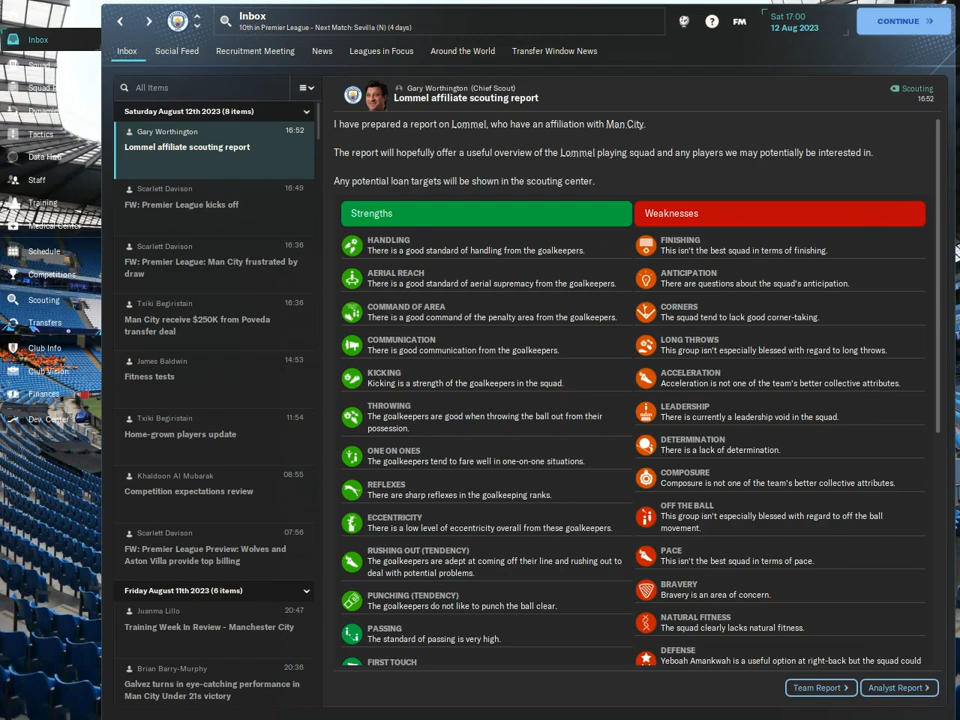 Inbox
10th in Premier League - Next Match: Sevilla (N) (4 days)
FM
Sat 17:00
12 Aug 2023
CONTINUE
Inbox
Social Feed
Recruitment Meeting
News
Leagues in Focus
Around the World
Transfer Window News
Inbox
Squad
Tactics
Data Hub
Staff
Training
Medical Center
Schedule
Competitions
Scouting
Transfers
Club Info
Club Vision
Finances
Dev. Center
All Items
Saturday August 12th 2023 (8 items)
Gary Worthington 16:52
Lommel affiliate scouting report
Scarlett Davison 16:49
FW: Premier League kicks off
Scarlett Davison 16:36
FW: Premier League: Man City frustrated by
draw
Txiki Begiristain 16:36
Man City receive $250K from Poveda
transfer deal
James Baldwin 14:53
Fitness tests
Txiki Begiristain 11:54
Home-grown players update
Khaldoon Al Mubarak 08:55
Competition expectations review
Scarlett Davison 07:56
FW: Premier League Preview: Wolves and
Aston Villa provide top billing
Friday August 11th 2023 (6 items)
Juanma Lillo 20:47
Training Week In Review - Manchester City
Brian Barry-Murphy 20:36
Galvez turns in eye-catching performance in
Man City Under 21s victory
Gary Worthington (Chief Scout)
Lommel affiliate scouting report
Scouting
16:52
I have prepared a report on Lommel, who have an affiliation with Man City.
The report will hopefully offer a useful overview of the Lommel playing squad and any players we may potentially be interested in.
Any potential loan targets will be shown in the scouting center.
Strengths
HANDLING
There is a good standard of handling from the goalkeepers.
AERIAL REACH
There is a good standard of aerial supremacy from the goalkeepers.
COMMAND OF AREA
There is a good command of the penalty area from the goalkeepers.
COMMUNICATION
There is good communication from the goalkeepers.
KICKING
Kicking is a strength of the goalkeepers in the squad.
THROWING
The goalkeepers are good when throwing the ball out from their
possession.
ONE ON ONES
The goalkeepers tend to fare well in one-on-one situations.
REFLEXES
There are sharp reflexes in the goalkeeping ranks.
ECCENTRICITY
There is a low level of eccentricity overall from these goalkeepers.
RUSHING OUT (TENDENCY)
The goalkeepers are adept at coming off their line and rushing out to
deal with potential problems.
PUNCHING (TENDENCY)
The goalkeepers do not like to punch the ball clear.
PASSING
The standard of passing is very high.
FIRST TOUCH
Weaknesses
FINISHING
This isn't the best squad in terms of finishing.
ANTICIPATION
There are questions about the squad's anticipation.
CORNERS
The squad tend to lack good corner-taking.
LONG THROWS
This group isn't especially blessed with regard to long throws.
ACCELERATION
Acceleration is not one of the team's better collective attributes.
LEADERSHIP
There is currently a leadership void in the squad.
DETERMINATION
There is a lack of determination.
COMPOSURE
Composure is not one of the team's better collective attributes.
OFF THE BALL
This group isn't especially blessed with regard to off the ball
movement.
PACE
This isn't the best squad in terms of pace.
BRAVERY
Bravery is an area of concern.
NATURAL FITNESS
The squad clearly lacks natural fitness.
DEFENSE
Yeboah Amankwah is a useful option at right-back but the squad could
Team Report
Analyst Report